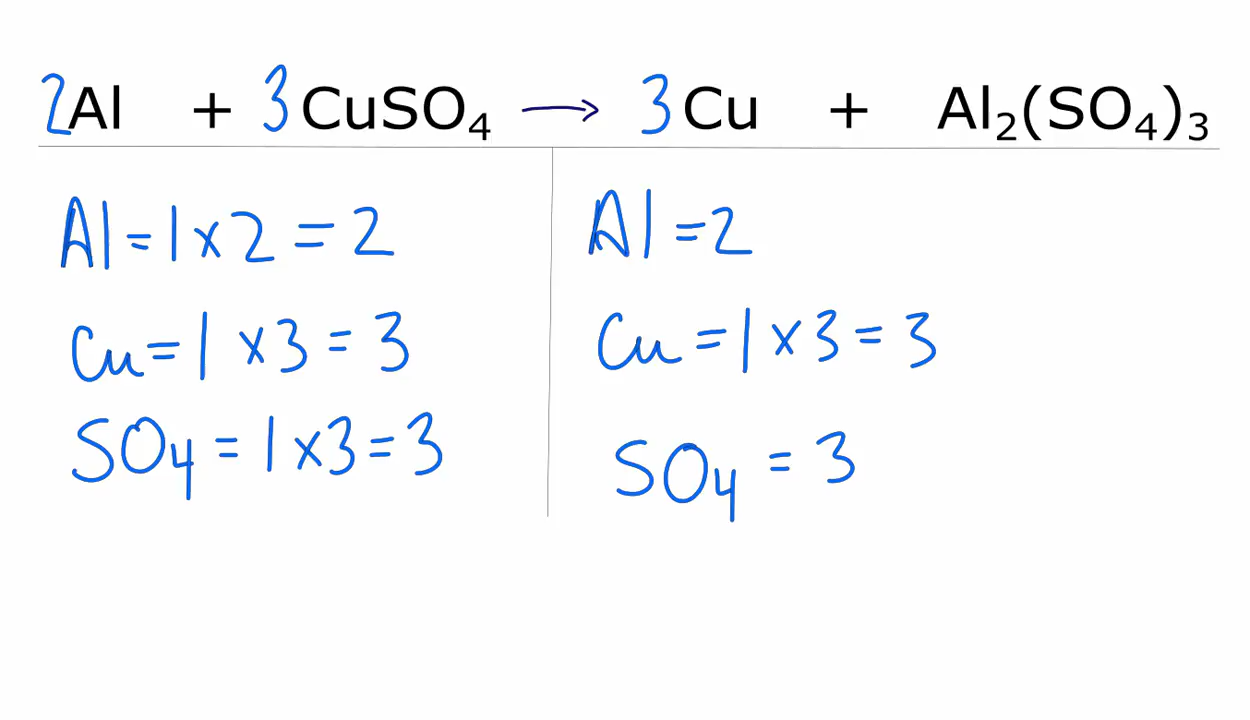 2Al + 3CuSO₄ → 3Cu + Al₂(SO₄)₃
Al = 1 x 2 = 2
Cu = 1 x 3 = 3
SO₄ = 1 x 3 = 3
Al = 2
Cu = 1 x 3 = 3
SO₄ = 3